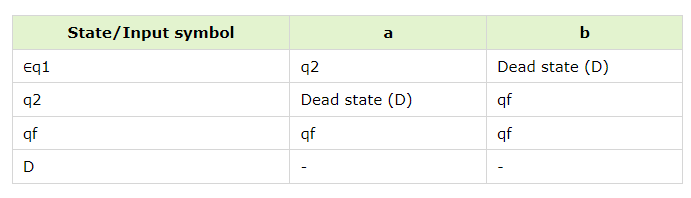 State/Input symbol a b
∈q1 q2 Dead state (D)
q2 Dead state (D) qf
qf qf qf
D - -